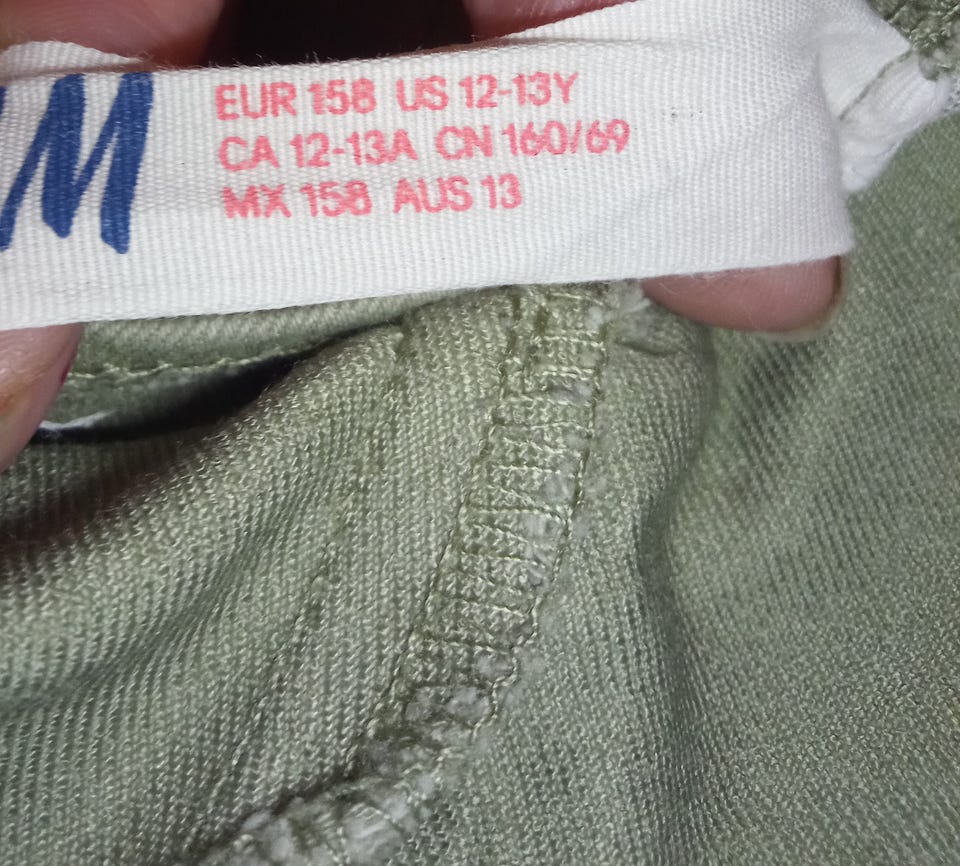 M
EUR 158 US 12-13Y
CA 12-13A CN 160/69
MX 158 AUS 13